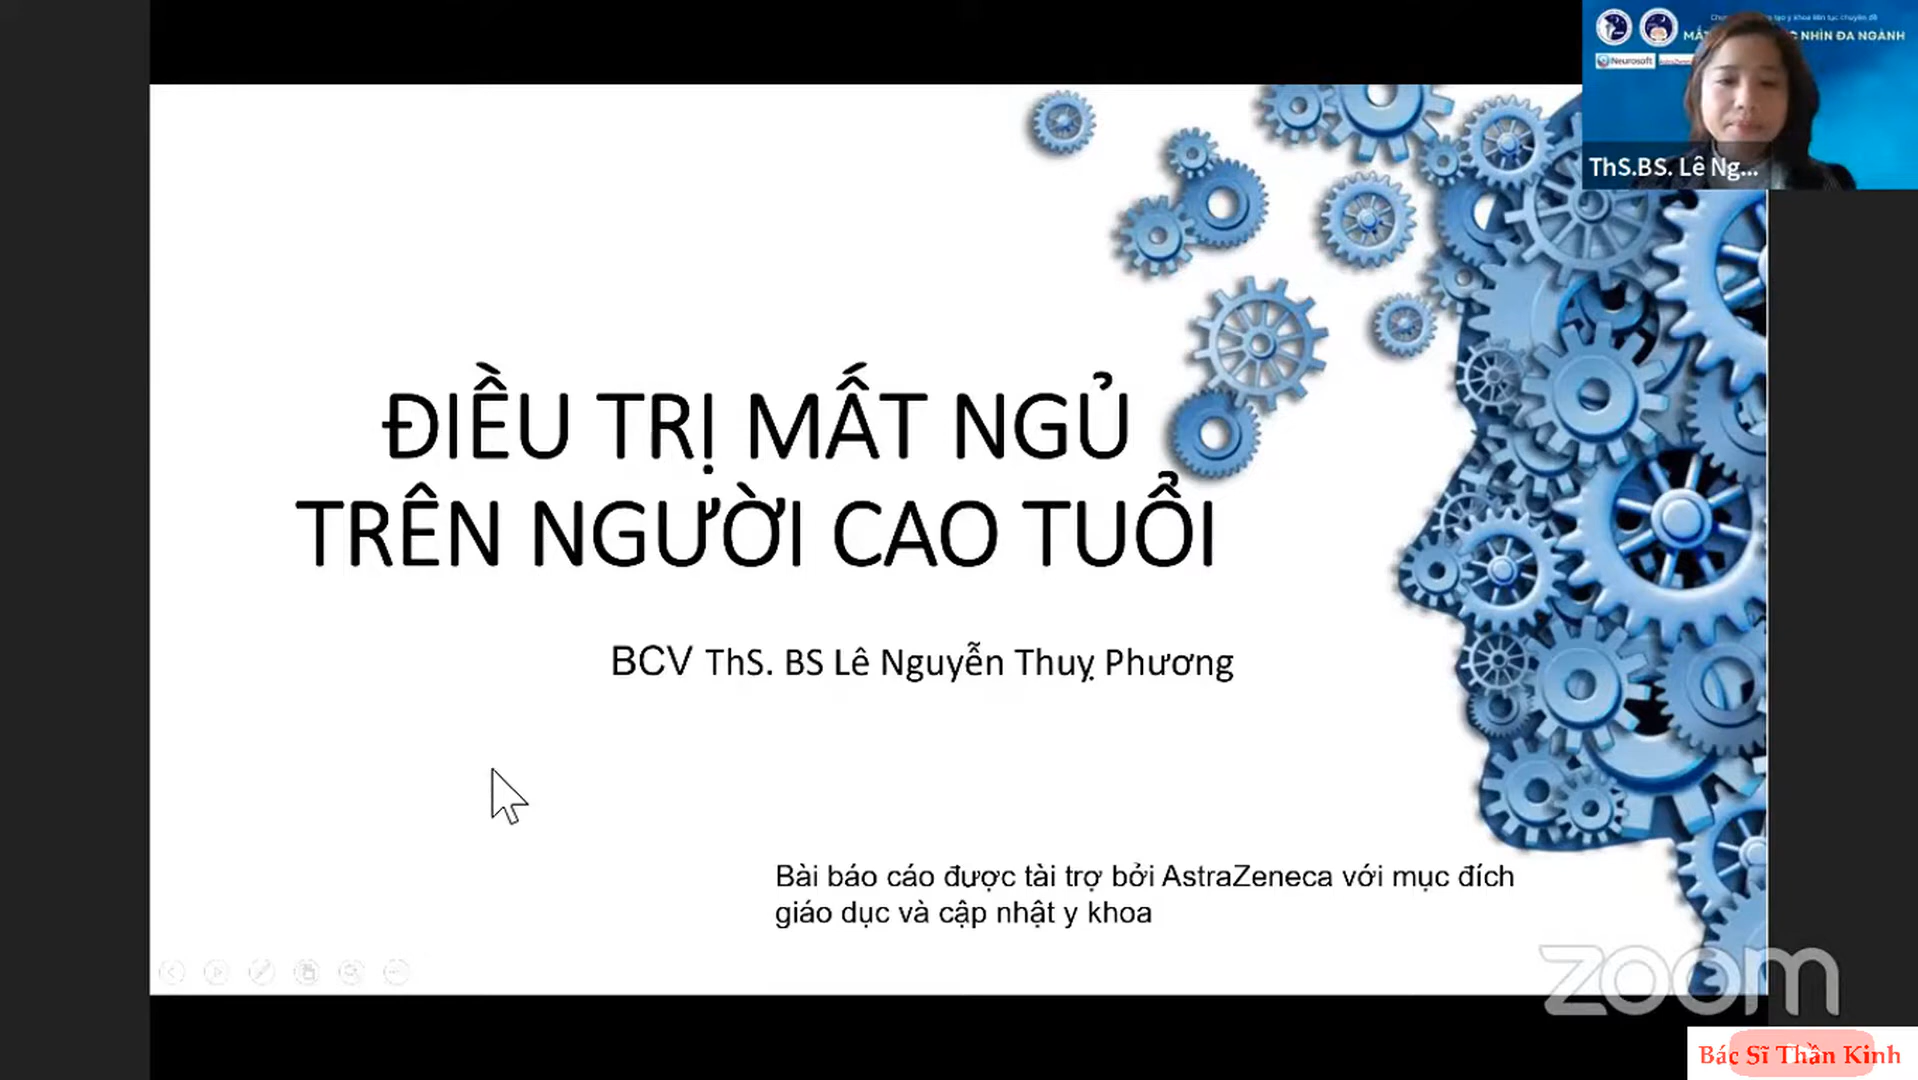 NHÌN ĐA NGÀNH
Neurosoft
ThS.BS. Lê Ng...
ĐIỀU TRỊ MẤT NGỦ
TRÊN NGƯỜI CAO TUỔI
BCV ThS. BS Lê Nguyễn Thuỵ Phương
Bài báo cáo được tài trợ bởi AstraZeneca với mục đích
giáo dục và cập nhật y khoa
zoom
Bác Sĩ Thần Kinh